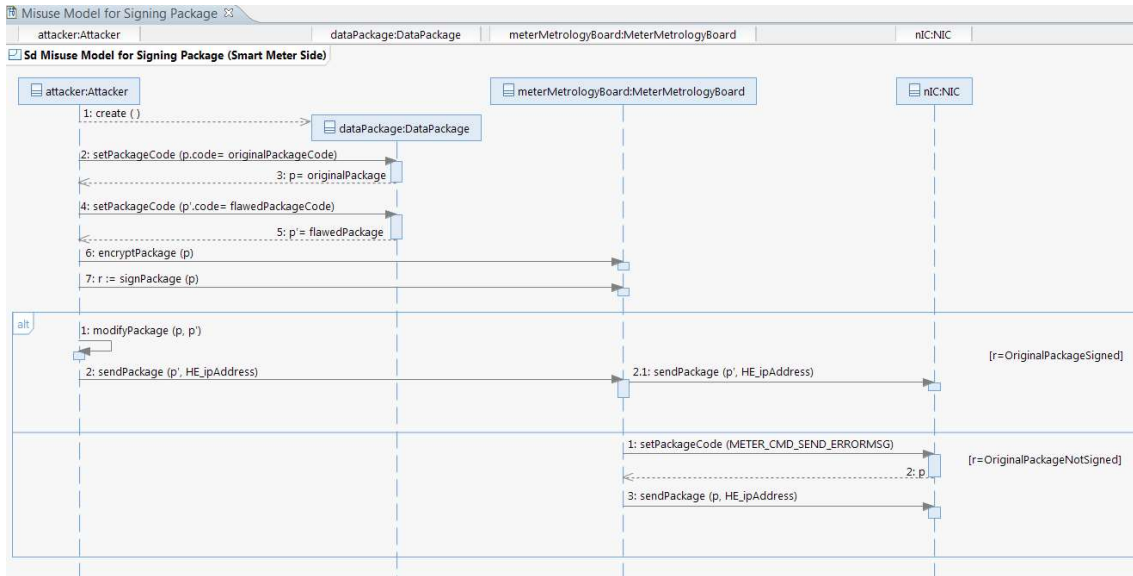 Misuse Model for Signing Package
attacker:Attacker dataPackage:DataPackage meterMetrologyBoard:MeterMetrologyBoard nIC:NIC
Sd Misuse Model for Signing Package (Smart Meter Side)
attacker:Attacker meterMetrologyBoard:MeterMetrologyBoard nIC:NIC
1: create ( )
dataPackage:DataPackage
2: setPackageCode (p.code= originalPackageCode)
3: p= originalPackage
4: setPackageCode (p'.code= flawedPackageCode)
5: p'= flawedPackage
6: encryptPackage (p)
7: r := signPackage (p)
alt
1: modifyPackage (p, p')
[r=OriginalPackageSigned]
2: sendPackage (p', HE_ipAddress) 2.1: sendPackage (p', HE_ipAddress)
1: setPackageCode (METER_CMD_SEND_ERRORMSG)
[r=OriginalPackageNotSigned]
2: p
3: sendPackage (p, HE_ipAddress)